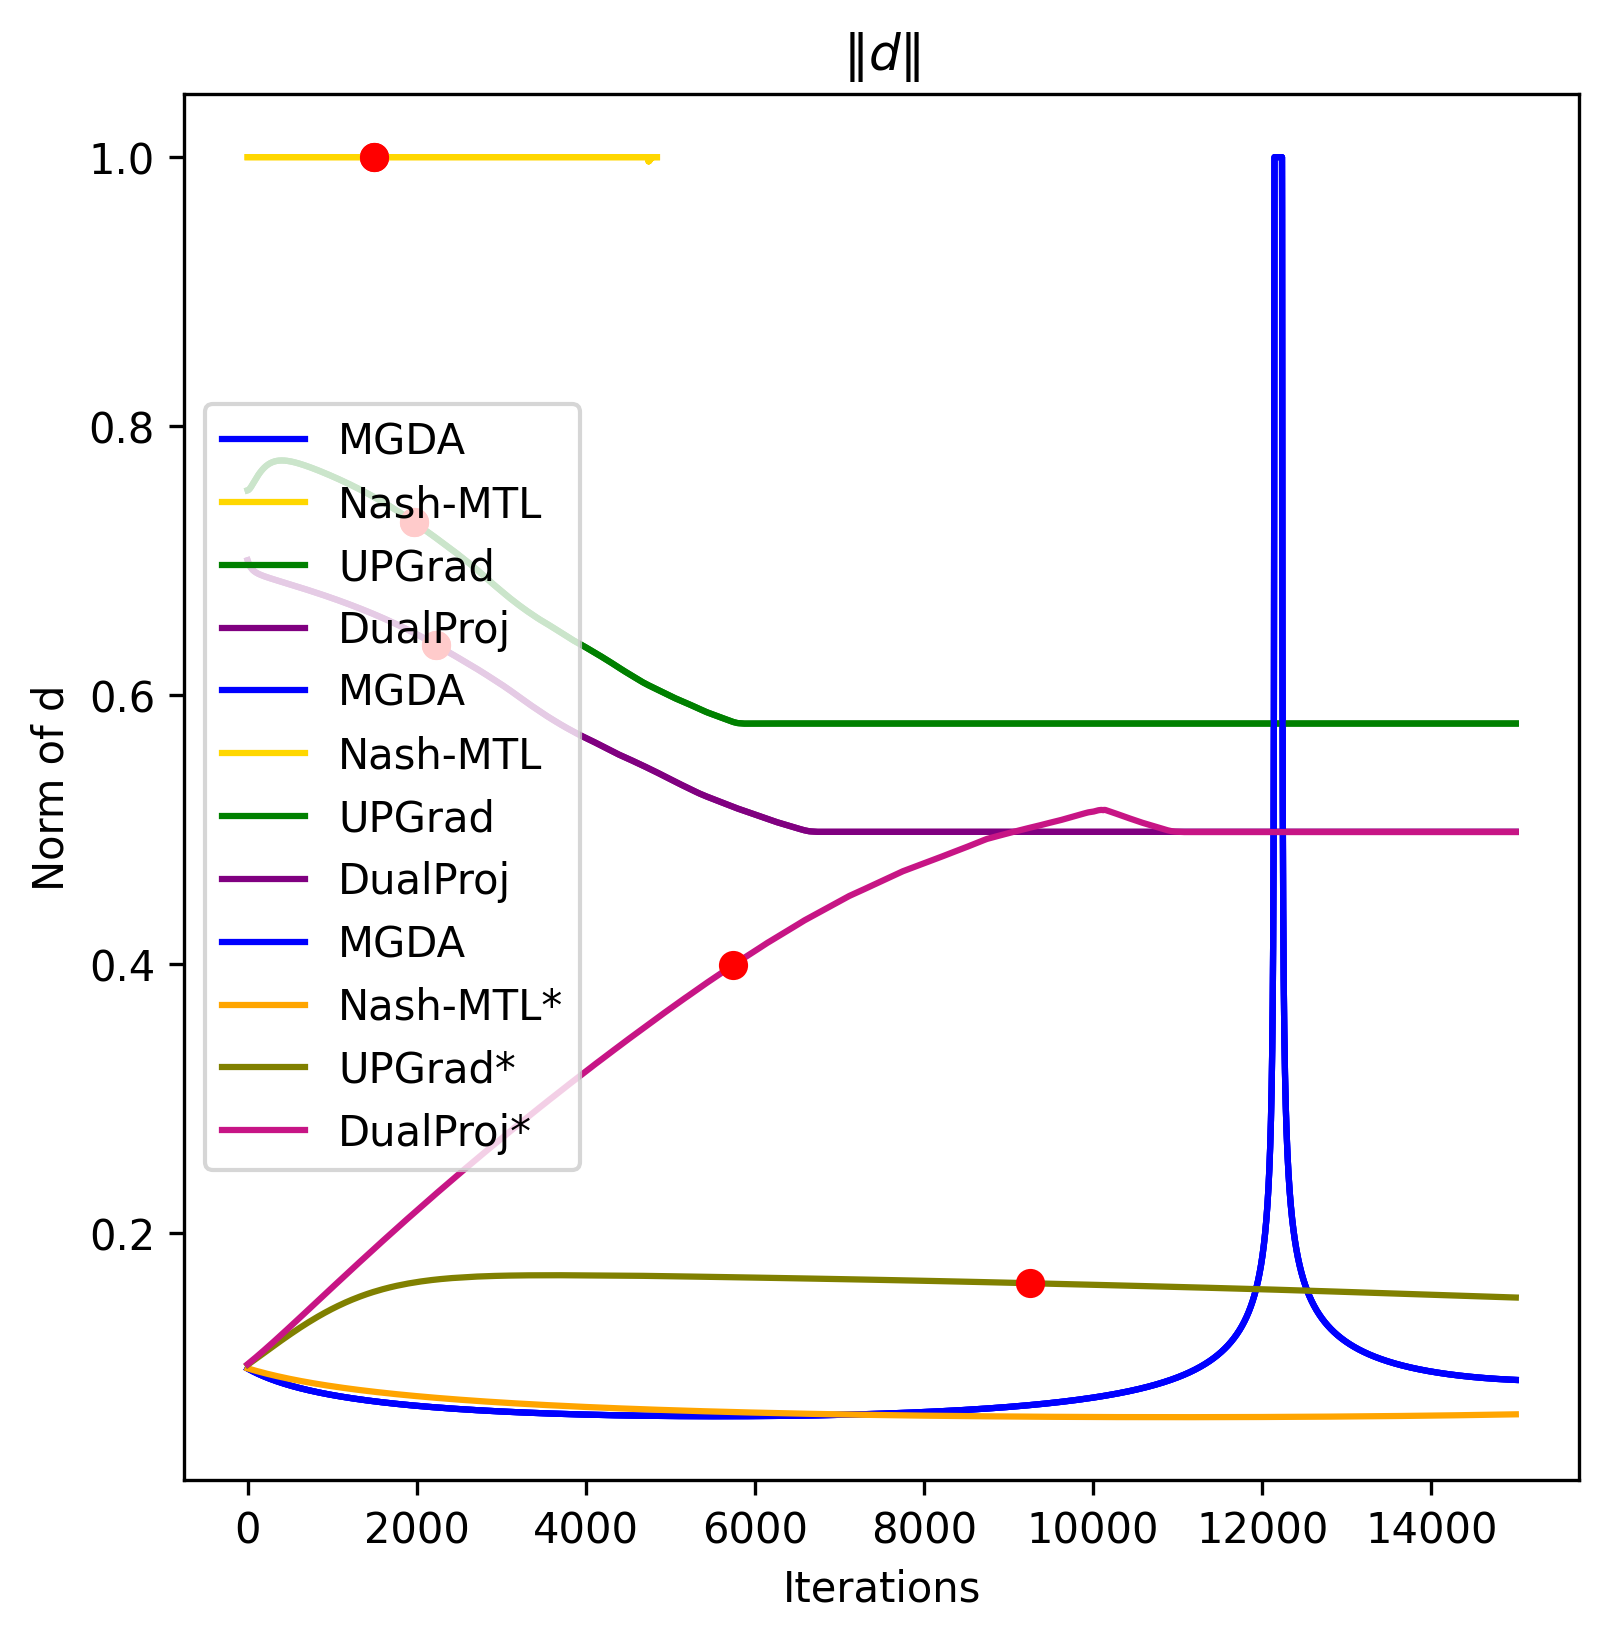 ‖d‖
Norm of d
1.0
0.8
0.6
0.4
0.2
MGDA
Nash-MTL
UPGrad
DualProj
MGDA
Nash-MTL
UPGrad
DualProj
MGDA
Nash-MTL*
UPGrad*
DualProj*
0 2000 4000 6000 8000 10000 12000 14000
Iterations